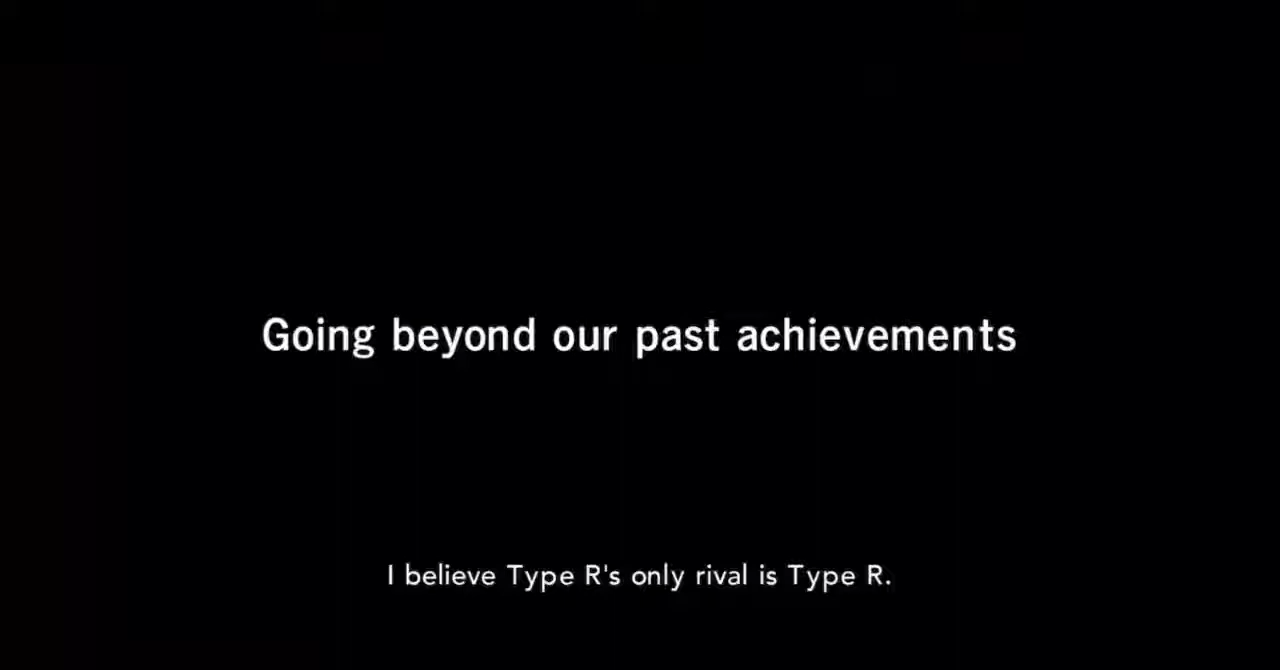 Going beyond our past achievements
I believe Type R's only rival is Type R.